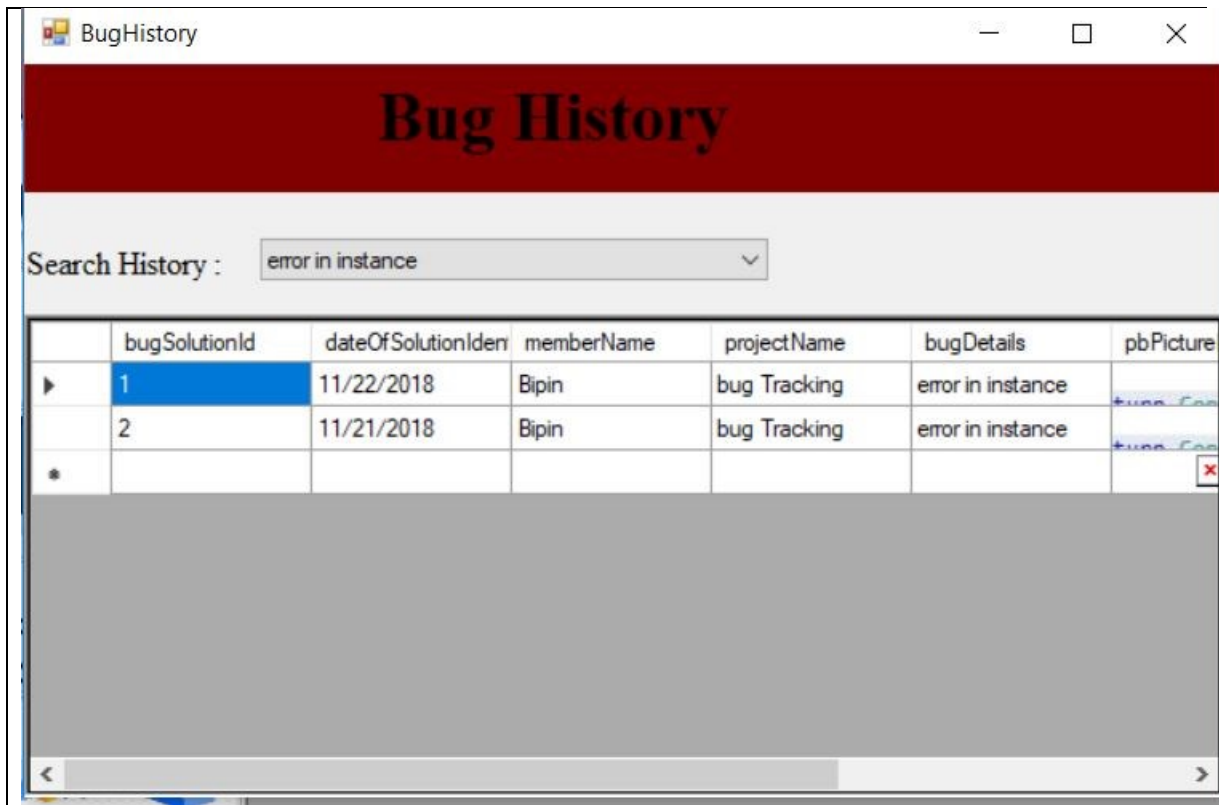 BugHistory
Bug History
Search History :
error in instance
bugSolutionId dateOfSolutionIden memberName projectName bugDetails pbPicture
1 11/22/2018 Bipin bug Tracking error in instance
2 11/21/2018 Bipin bug Tracking error in instance